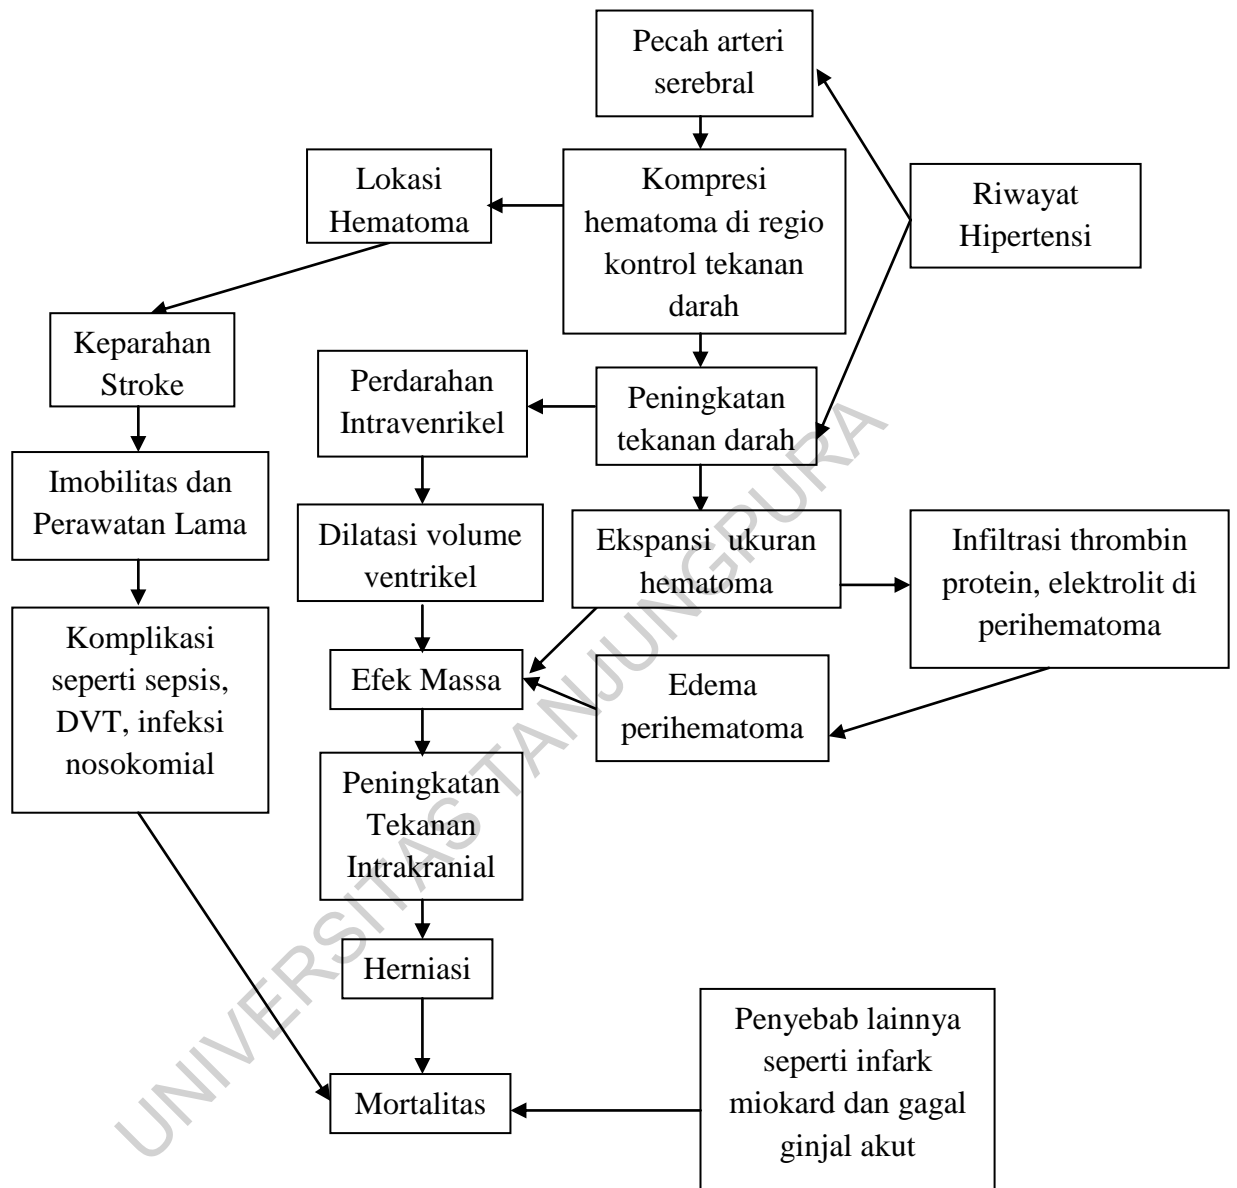 Pecah arteri
serebral
Lokasi
Hematoma
Kompresi
hematoma di regio
kontrol tekanan
darah
Riwayat
Hipertensi
Keparahan
Stroke
Perdarahan
Intravenrikel
Peningkatan
tekanan darah
Imobilitas dan
Perawatan Lama
Dilatasi volume
ventrikel
Ekspansi ukuran
hematoma
Infiltrasi thrombin
protein, elektrolit di
perihematoma
Komplikasi
seperti sepsis,
DVT, infeksi
nosokomial
Efek Massa
Edema
perihematoma
Peningkatan
Tekanan
Intrakranial
Herniasi
Mortalitas
Penyebab lainnya
seperti infark
miokard dan gagal
ginjal akut
UNIVERSITAS TANJUNGPURA